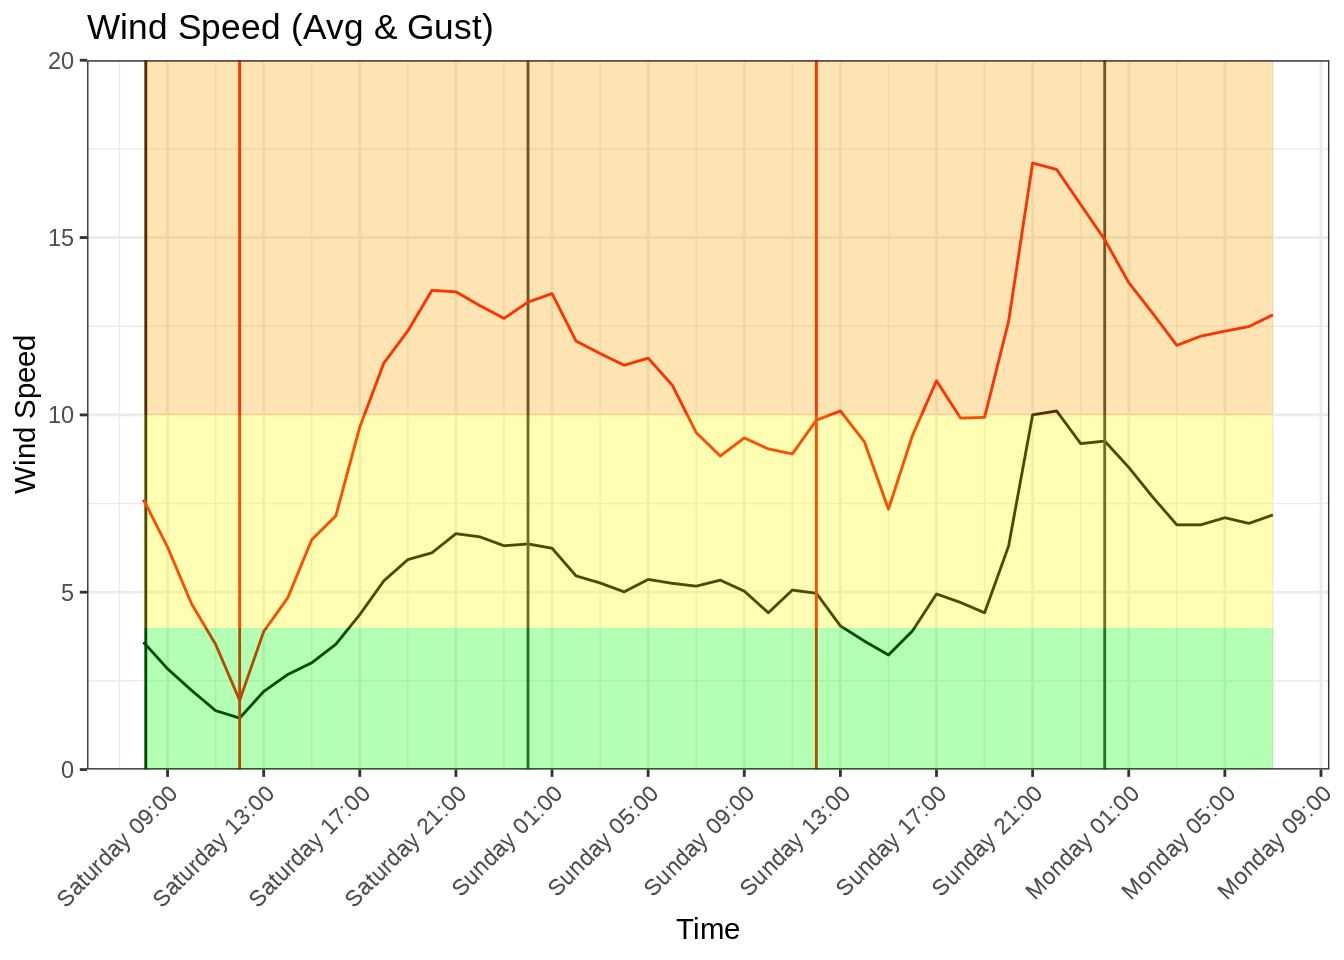 Wind Speed (Avg & Gust)
20
15
10
5
0
Wind Speed
Saturday 09:00
Saturday 13:00
Saturday 17:00
Saturday 21:00
Sunday 01:00
Sunday 05:00
Sunday 09:00
Sunday 13:00
Sunday 17:00
Sunday 21:00
Monday 01:00
Monday 05:00
Monday 09:00
Time